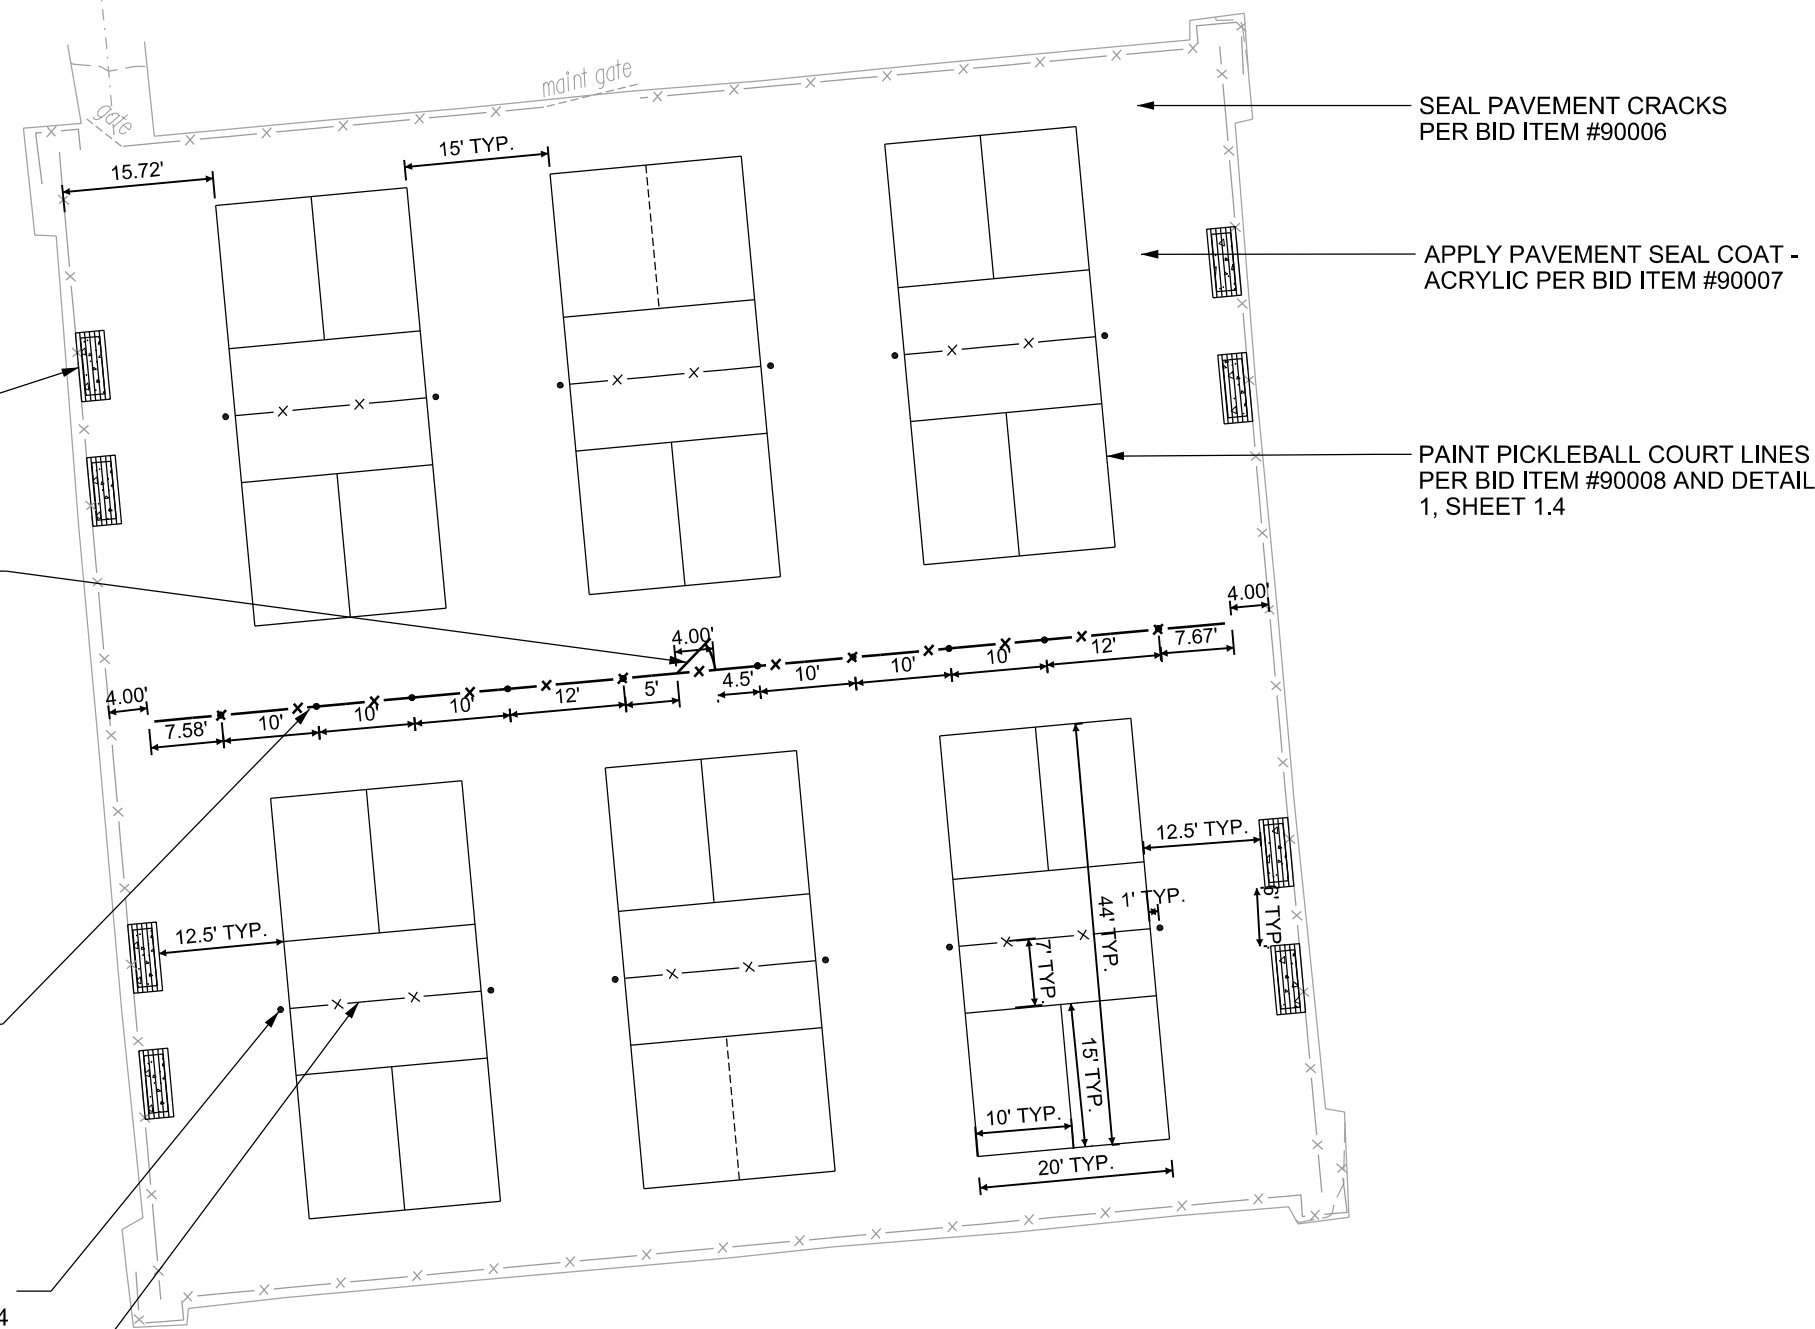 maint gate
gate
SEAL PAVEMENT CRACKS
PER BID ITEM #90006
15' TYP.
15.72'
APPLY PAVEMENT SEAL COAT -
ACRYLIC PER BID ITEM #90007
PAINT PICKLEBALL COURT LINES
PER BID ITEM #90008 AND DETAIL
1, SHEET 1.4
4.00'
4.00'
7.67'
12'
10'
10'
10'
4.5'
5'
12'
10'
10'
10'
7.58'
4.00'
12.5' TYP.
1' TYP.
44' TYP.
6' TYP.
12.5' TYP.
7' TYP.
15' TYP.
10' TYP.
20' TYP.
4